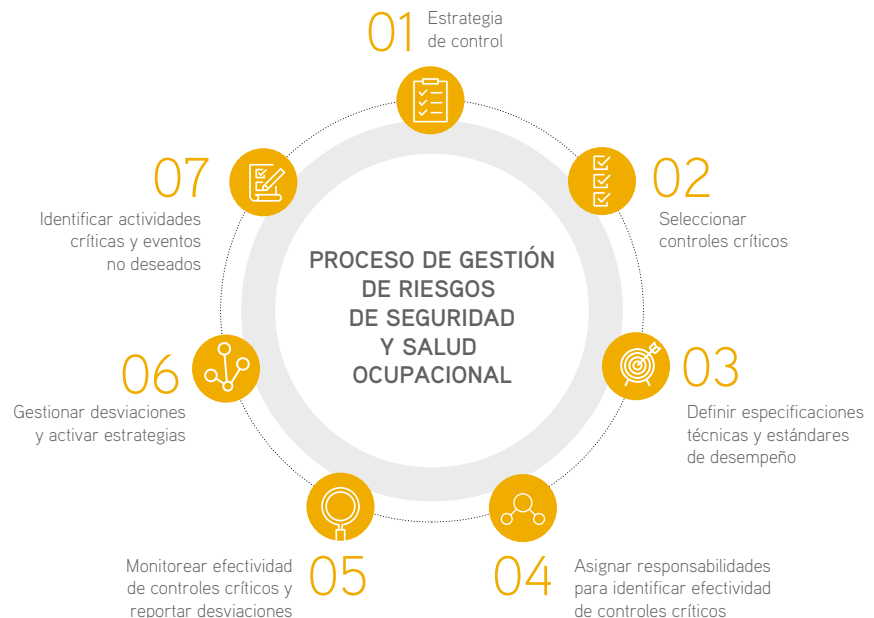 01
Estrategia
de control
02
Seleccionar
controles críticos
03
Definir especificaciones
técnicas y estándares
de desempeño
04
Asignar responsabilidades
para identificar efectividad
de controles críticos
05
Monitorear efectividad
de controles críticos y
reportar desviaciones
06
Gestionar desviaciones
y activar estrategias
07
Identificar actividades
críticas y eventos
no deseados
PROCESO DE GESTIÓN
DE RIESGOS
DE SEGURIDAD
Y SALUD
OCUPACIONAL